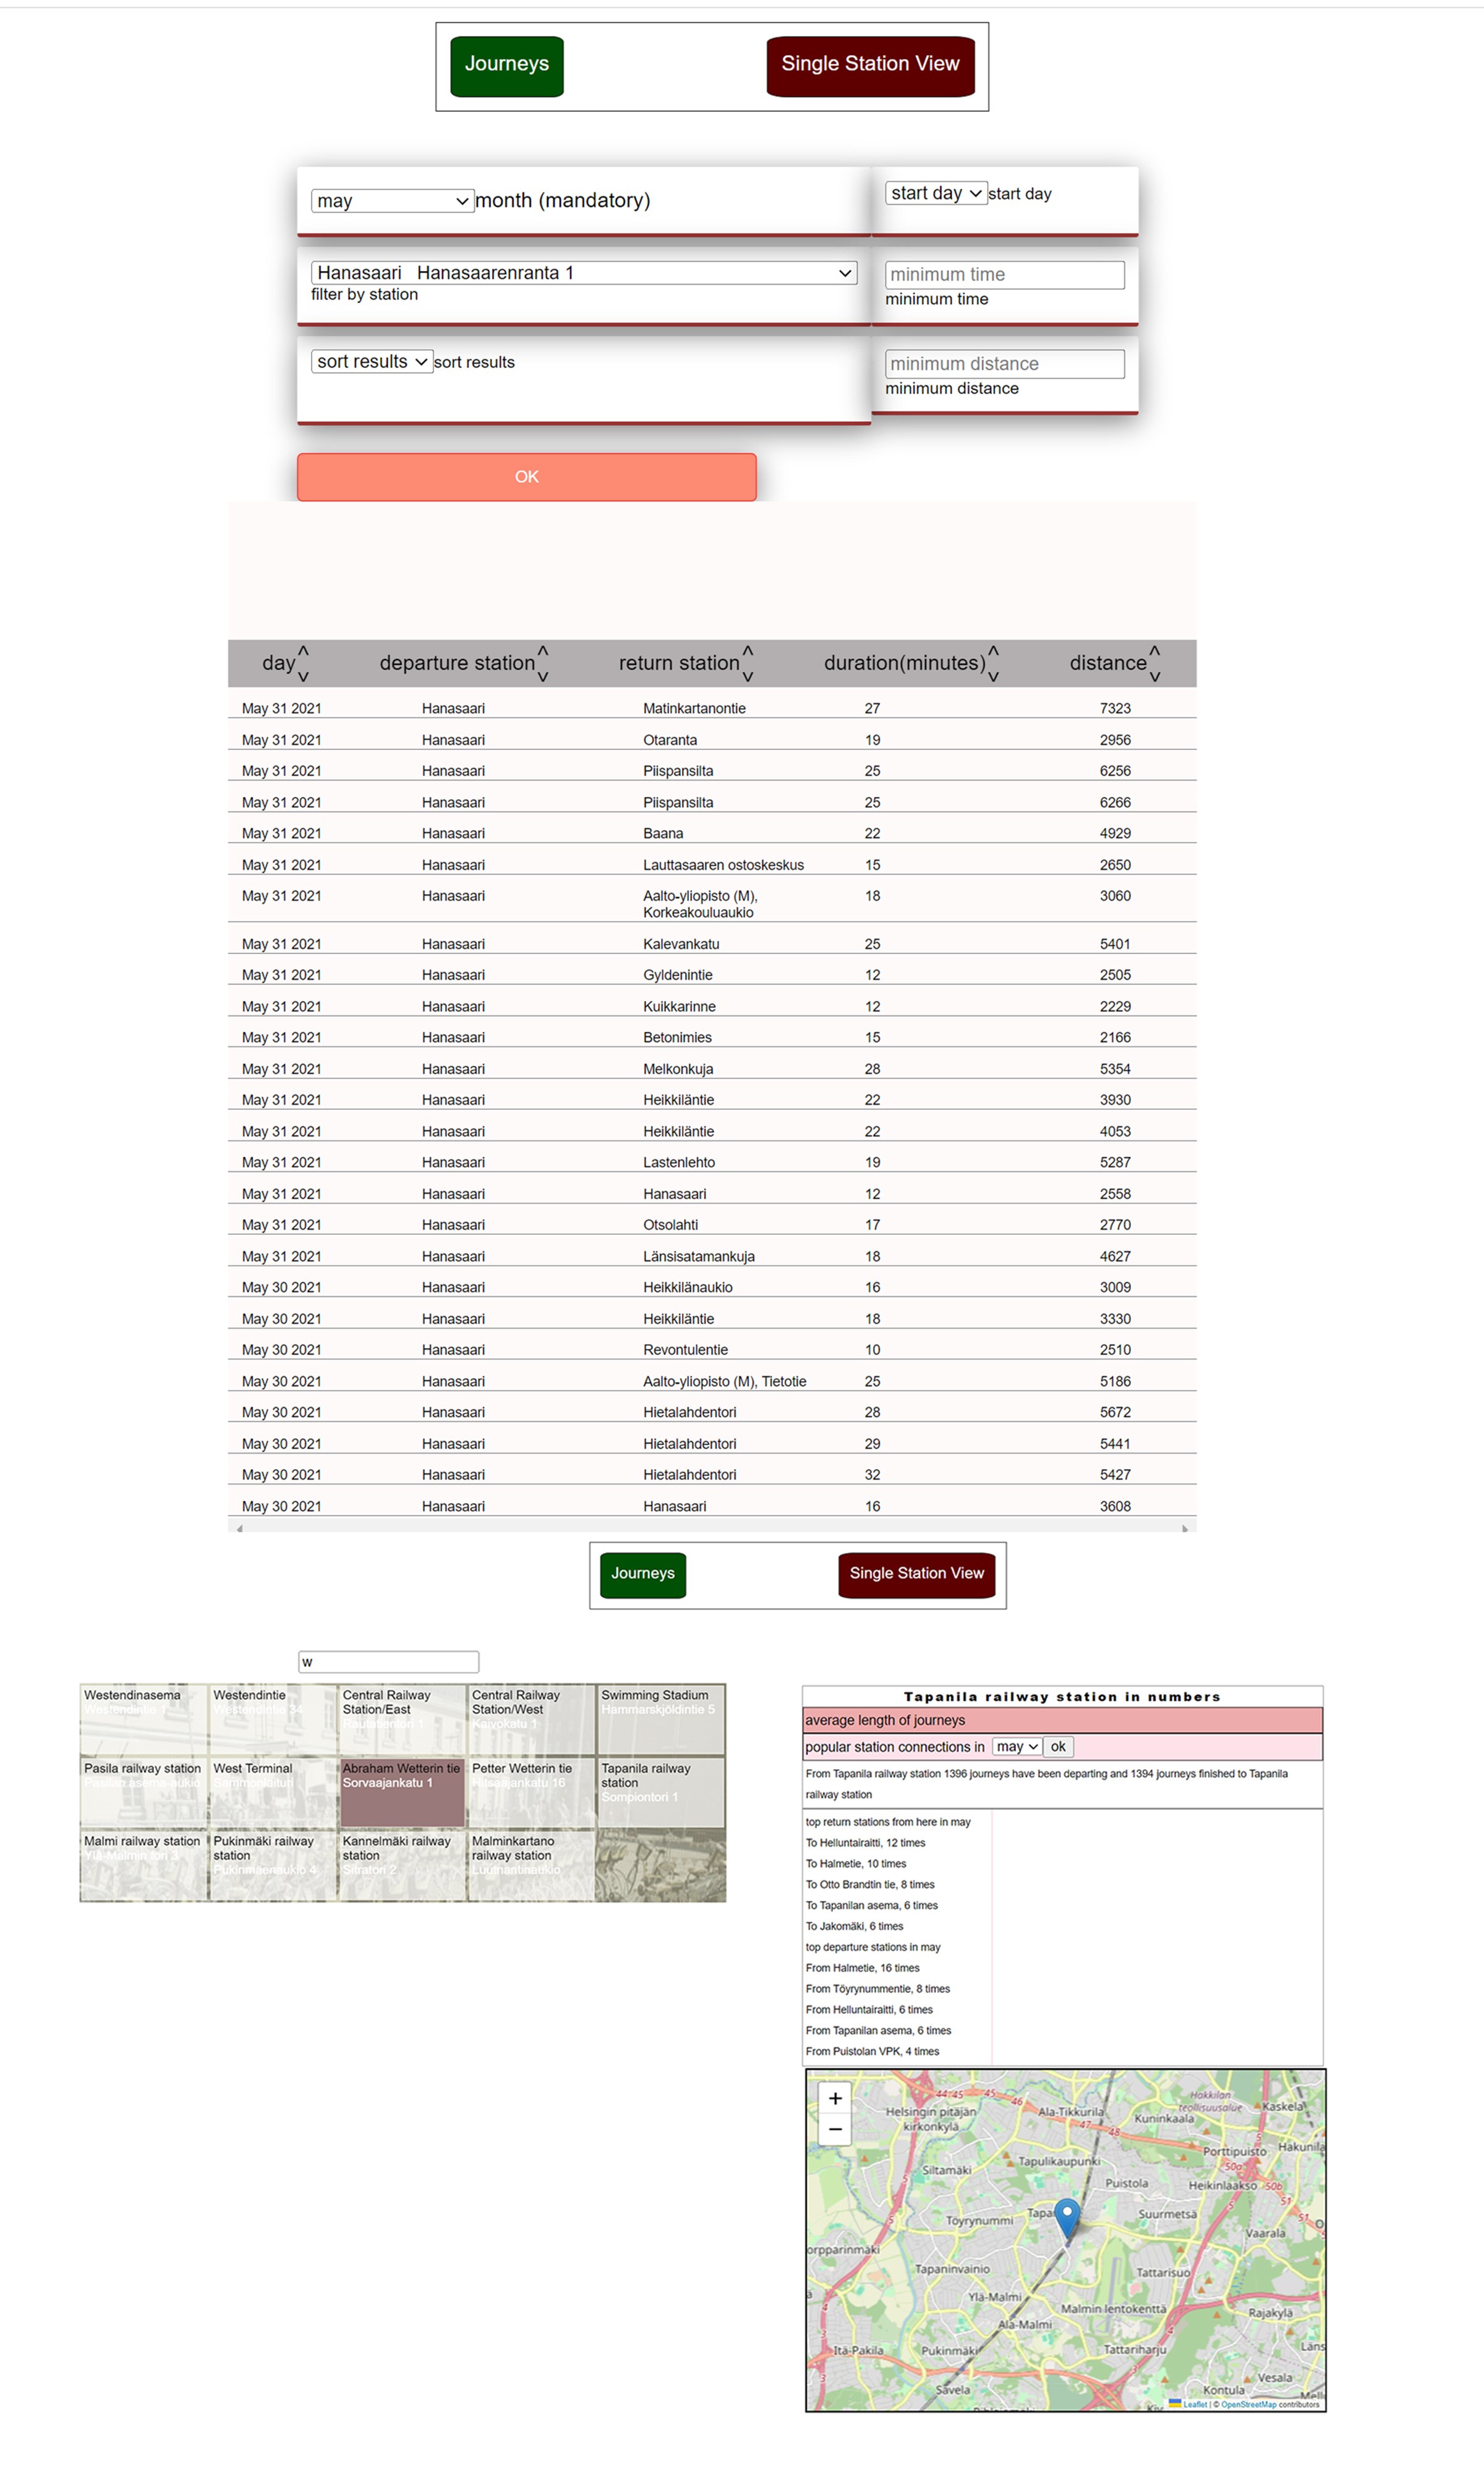 Journeys Single Station View
may month (mandatory) start day start day
Hanasaari Hanasaarenranta 1 minimum time
filter by station minimum time
sort results sort results minimum distance
minimum distance
OK
day departure station return station duration(minutes) distance
May 31 2021 Hanasaari Matinkartanontie 27 7323
May 31 2021 Hanasaari Otaranta 19 2956
May 31 2021 Hanasaari Piispansilta 25 6256
May 31 2021 Hanasaari Piispansilta 25 6266
May 31 2021 Hanasaari Baana 22 4929
May 31 2021 Hanasaari Lauttasaaren ostoskeskus 15 2650
May 31 2021 Hanasaari Aalto-yliopisto (M), 18 3060
Korkeakouluaukio
May 31 2021 Hanasaari Kalevankatu 25 5401
May 31 2021 Hanasaari Gyldenintie 12 2505
May 31 2021 Hanasaari Kuikkarinne 12 2229
May 31 2021 Hanasaari Betonimies 15 2166
May 31 2021 Hanasaari Melkonkuja 28 5354
May 31 2021 Hanasaari Heikkiläntie 22 3930
May 31 2021 Hanasaari Heikkiläntie 22 4053
May 31 2021 Hanasaari Lastenlehto 19 5287
May 31 2021 Hanasaari Hanasaari 12 2558
May 31 2021 Hanasaari Otsolahti 17 2770
May 31 2021 Hanasaari Länsisatamankuja 18 4627
May 30 2021 Hanasaari Heikkilänaukio 16 3009
May 30 2021 Hanasaari Heikkiläntie 18 3330
May 30 2021 Hanasaari Revontulentie 10 2510
May 30 2021 Hanasaari Aalto-yliopisto (M), Tietotie 25 5186
May 30 2021 Hanasaari Hietalahdentori 28 5672
May 30 2021 Hanasaari Hietalahdentori 29 5441
May 30 2021 Hanasaari Hietalahdentori 32 5427
May 30 2021 Hanasaari Hanasaari 16 3608
Journeys Single Station View
w
Westendinasema
Westendintie 1
Westendintie
Westendintie 34
Central Railway
Station/East
Rautatientori 1
Central Railway
Station/West
Kaivokatu 1
Swimming Stadium
Hammarskjöldintie 5
Pasila railway station
Pasilan asema-aukio
West Terminal
Abraham Wetterin tie
Sorvaajankatu 1
Petter Wetterin tie
Hitsaajankatu 16
Tapanila railway
station
Sompiontori 1
Malmi railway station
Ylä-Malmin tori 3
Pukinmäki railway
station
Pukinmäenaukio 4
Kannelmäki railway
station
Sitratori 2
Malminkartano
railway station
Luutnantinaukio
Tapanila railway station in numbers
average length of journeys
popular station connections in may ok
From Tapanila railway station 1396 journeys have been departing and 1394 journeys finished to Tapanila
railway station
top return stations from here in may
To Helluntairaitti, 12 times
To Halmetie, 10 times
To Otto Brandtin tie, 8 times
To Tapanilan asema, 6 times
To Jakomäki, 6 times
top departure stations in may
From Halmetie, 16 times
From Töyrynummentie, 8 times
From Helluntairaitti, 6 times
From Tapanilan asema, 6 times
From Puistolan VPK, 4 times
+
−
44:45 45 46 47 48
Helsingin pitäjän
kirkonkylä
Ala-Tikkurila
Hakkilan
teollisuusalue
Kuninkaala
Kaskela
Porttipuisto
Hakunila
Siltamäki
Tapulikaupunki
Puistola
50a
Heikinlaakso
50b
51
Töyrynummi
Suurmetsä
51
Vaarala
Tapaninvainio
Tattarisuo
Ylä-Malmi
Malmin lentokenttä
Rajakylä
Ala-Malmi
Itä-Pakila
Pukinmäki
Tattariharju
Vesala
Savela
Kontula
Leaflet | © OpenStreetMap contributors